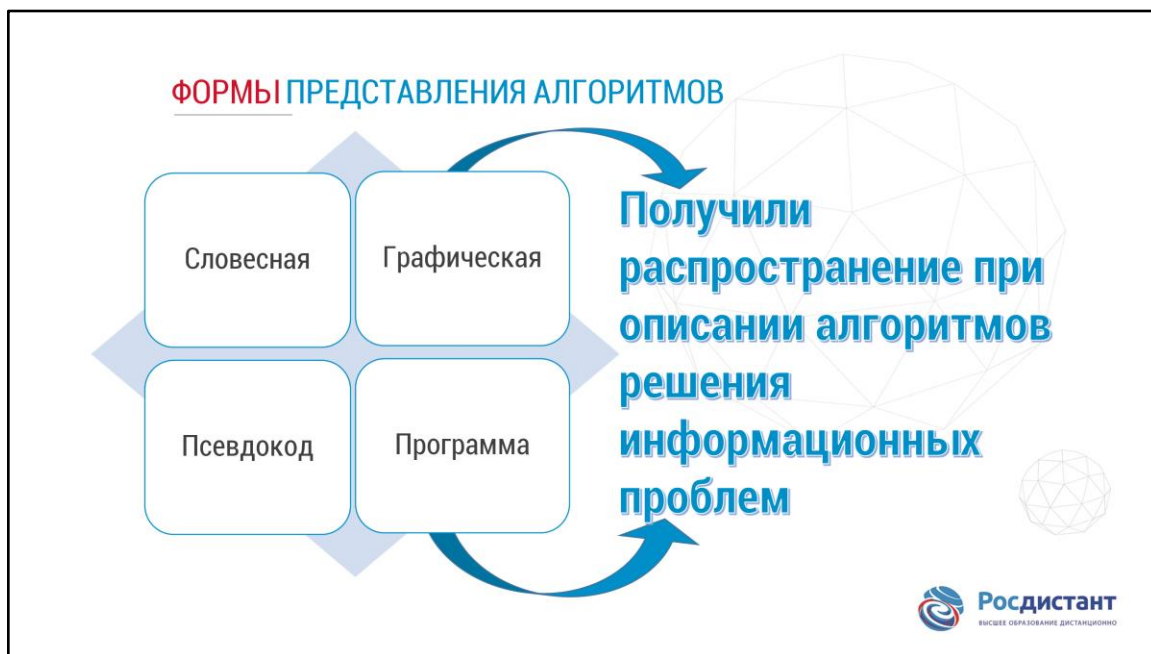 ФОРМЫ ПРЕДСТАВЛЕНИЯ АЛГОРИТМОВ
Словесная
Графическая
Псевдокод
Программа
Получили
распространение при
описании алгоритмов
решения
информационных
проблем
Росдистант
ВЫСШЕЕ ОБРАЗОВАНИЕ ДИСТАНЦИОННО